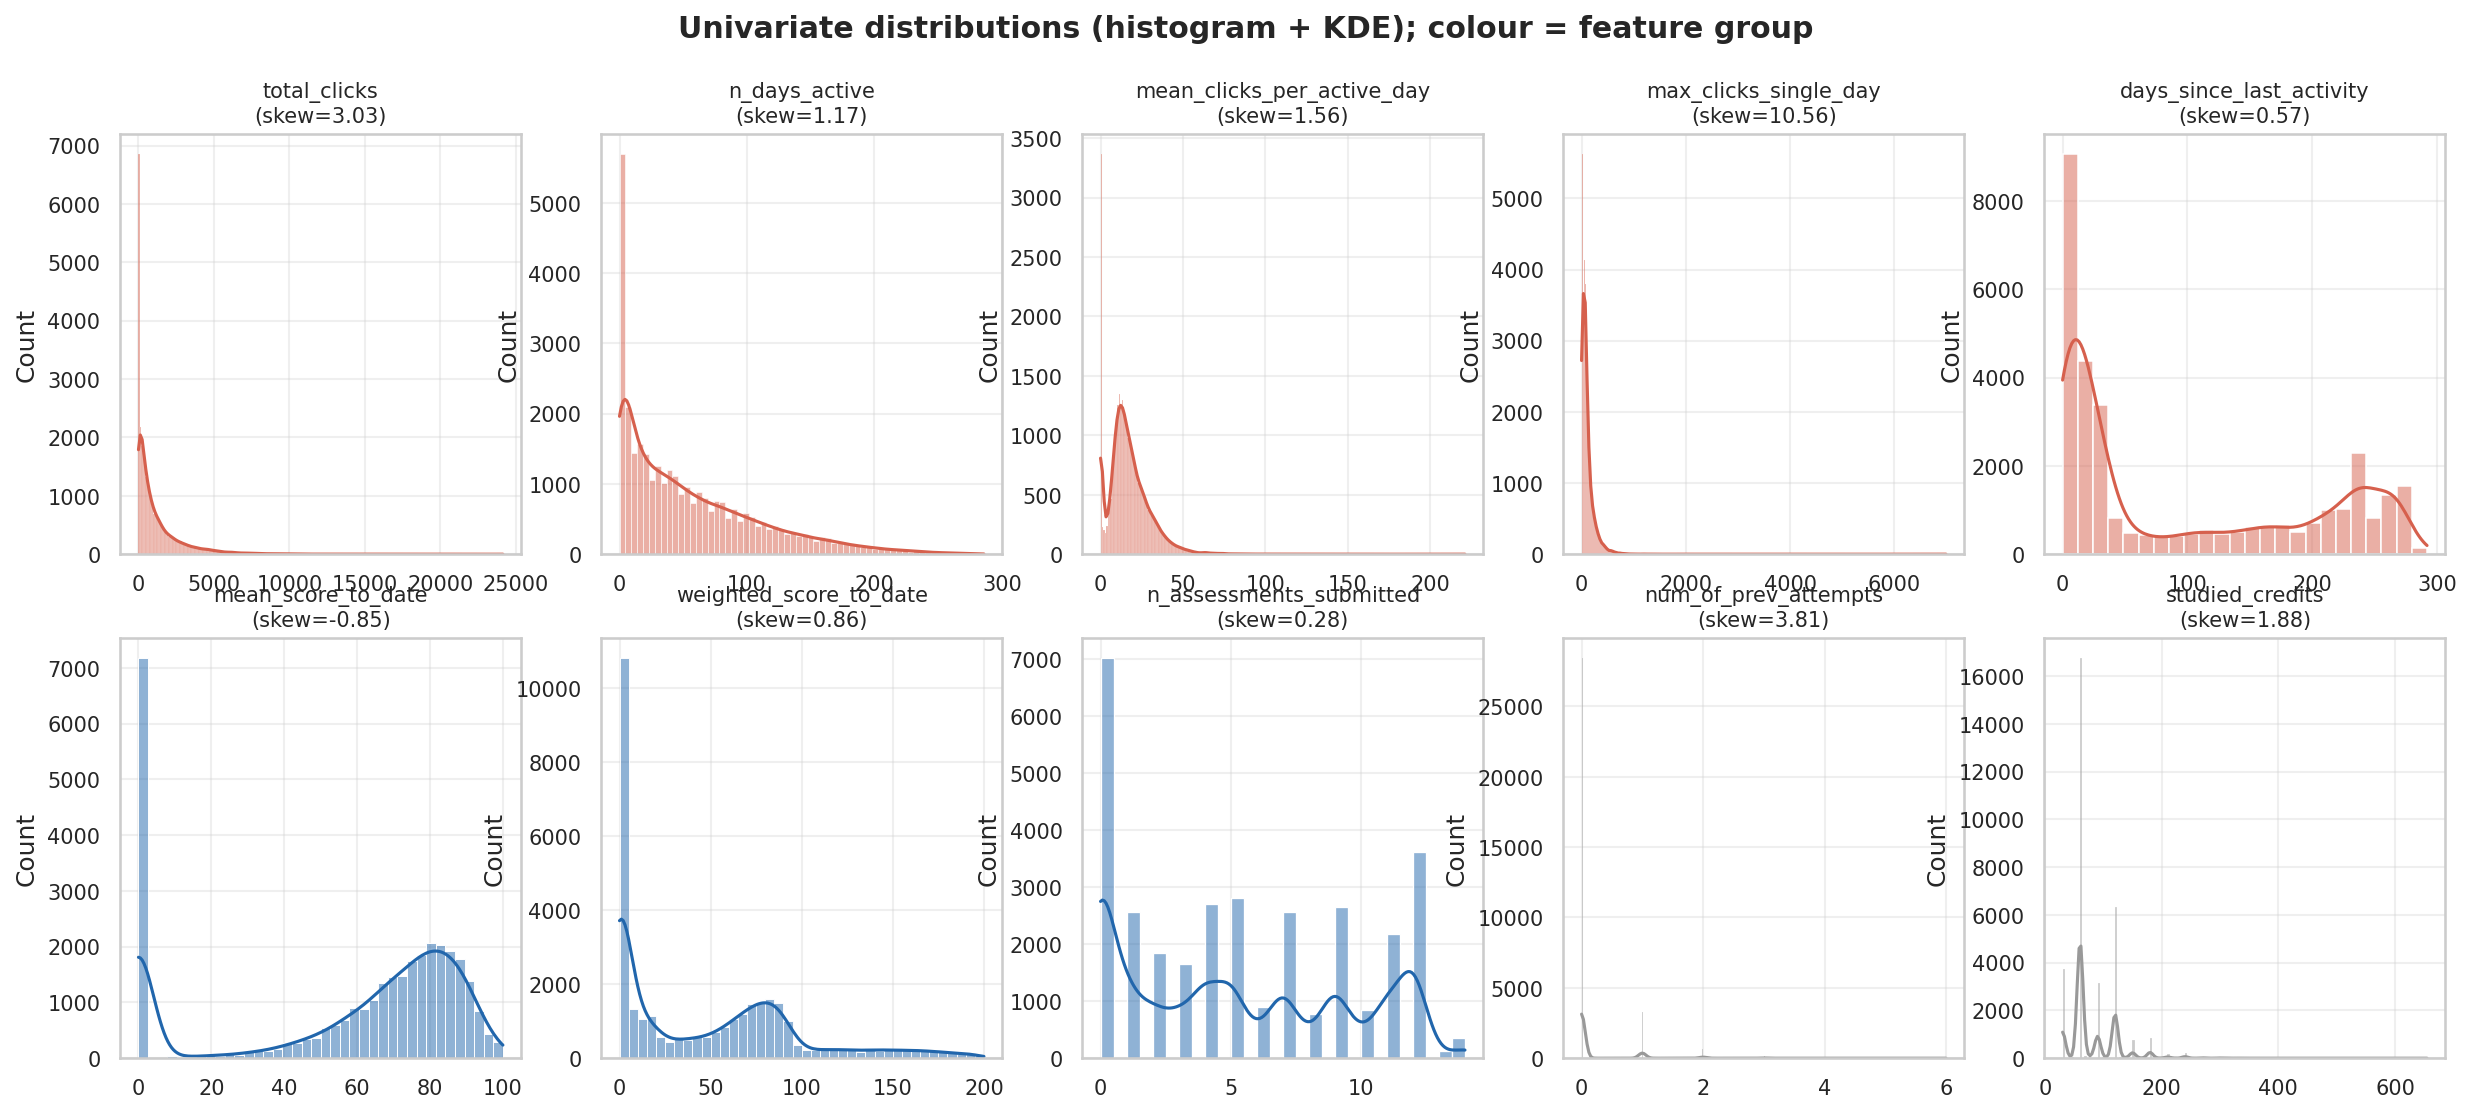 Univariate distributions (histogram + KDE); colour = feature group
total_clicks
(skew=3.03)
Count
7000
6000
5000
4000
3000
2000
1000
0
0 5000 10000 15000 20000 25000
n_days_active
(skew=1.17)
Count
5000
4000
3000
2000
1000
0
0 100 200 300
mean_clicks_per_active_day
(skew=1.56)
Count
3500
3000
2500
2000
1500
1000
500
0
0 50 100 150 200
max_clicks_single_day
(skew=10.56)
Count
5000
4000
3000
2000
1000
0
0 2000 4000 6000
days_since_last_activity
(skew=0.57)
Count
8000
6000
4000
2000
0
0 100 200 300
mean_score_to_date
(skew=-0.85)
Count
7000
6000
5000
4000
3000
2000
1000
0
0 20 40 60 80 100
weighted_score_to_date
(skew=0.86)
Count
10000
8000
6000
4000
2000
0
0 50 100 150 200
n_assessments_submitted
(skew=0.28)
Count
7000
6000
5000
4000
3000
2000
1000
0
0 5 10
num_of_prev_attempts
(skew=3.81)
Count
25000
20000
15000
10000
5000
0
0 2 4 6
studied_credits
(skew=1.88)
Count
16000
14000
12000
10000
8000
6000
4000
2000
0
0 200 400 600